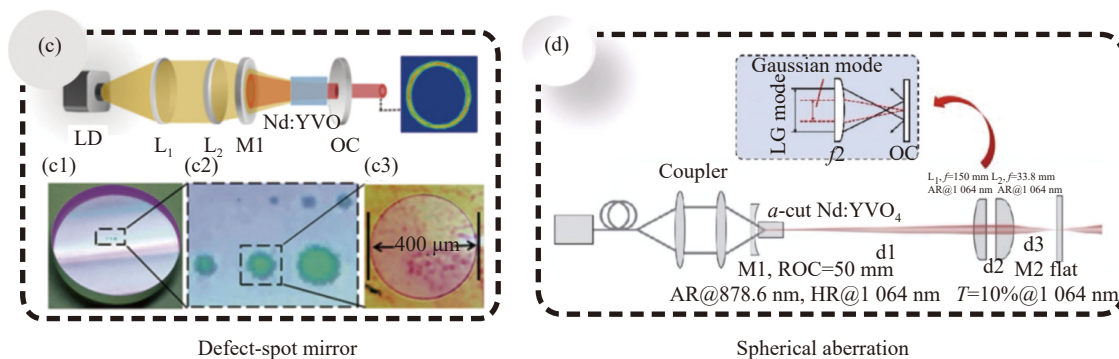 (c)
LD
L₁
L₂
M1
Nd:YVO
OC
(c1)
(c2)
(c3)
400 μm
Defect-spot mirror
(d)
Gaussian mode
LG mode
f2
OC
Coupler
L₁, f=150 mm L₂, f=33.8 mm
AR@1 064 nm AR@1 064 nm
a-cut Nd:YVO₄
d1
d2
d3
M1, ROC=50 mm
M2 flat
AR@878.6 nm, HR@1 064 nm
T=10%@1 064 nm
Spherical aberration